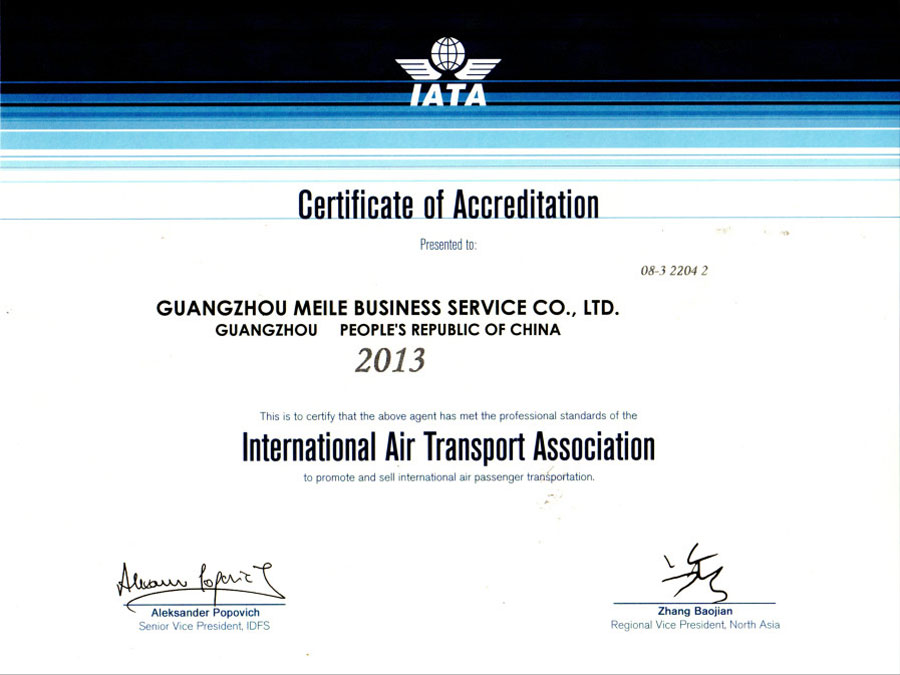 IATA
Certificate of Accreditation
Presented to:
08-3 2204 2
GUANGZHOU MEILE BUSINESS SERVICE CO., LTD.
GUANGZHOU PEOPLE'S REPUBLIC OF CHINA
2013
This is to certify that the above agent has met the professional standards of the
International Air Transport Association
to promote and sell international air passenger transportation.
Aleksander Popovich
Senior Vice President, IDFS
Zhang Baojian
Regional Vice President, North Asia